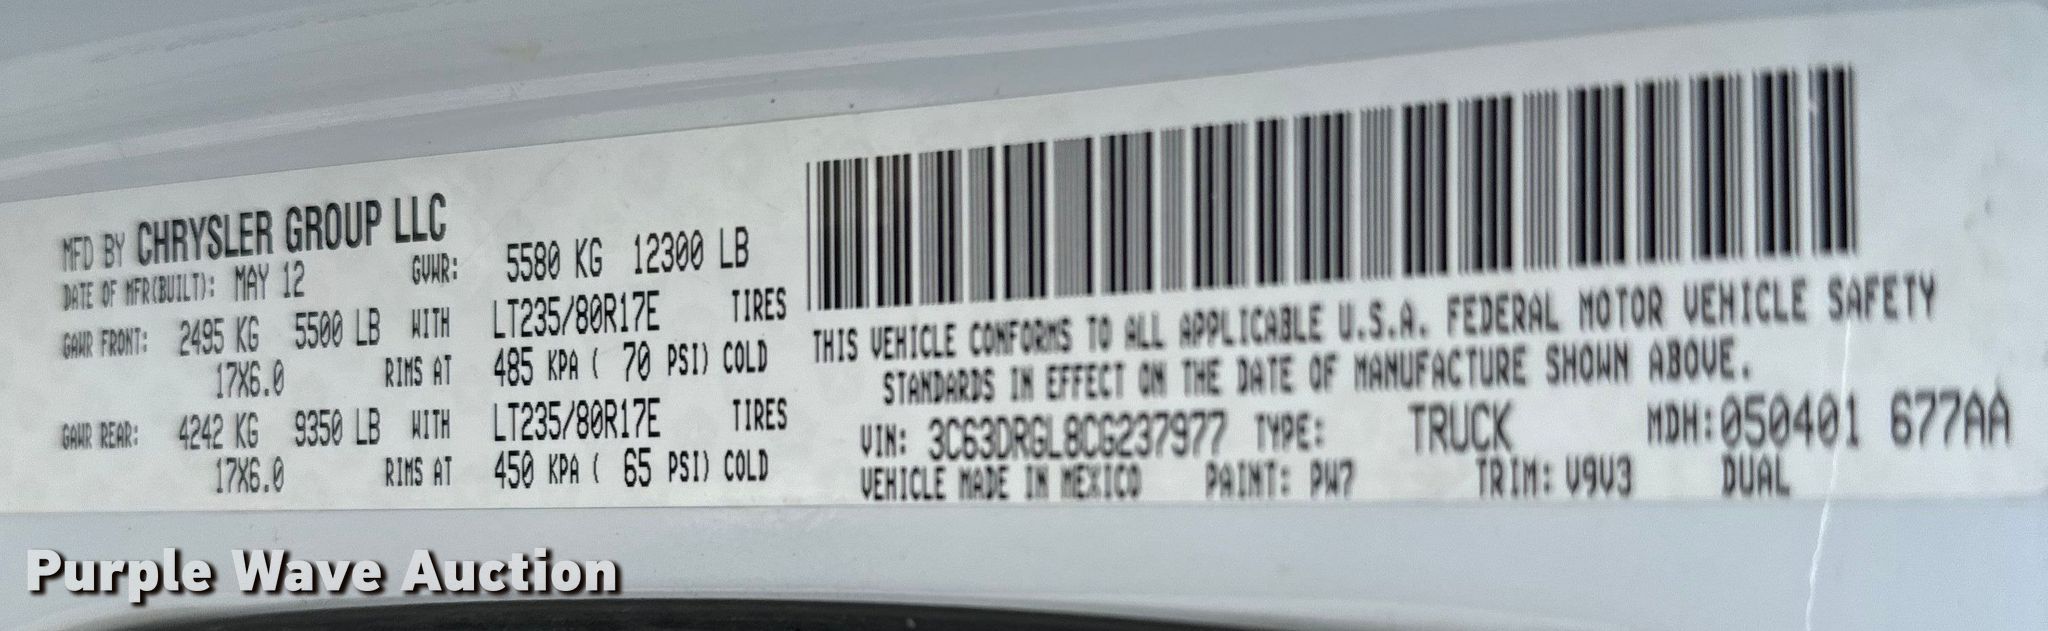 MFD BY CHRYSLER GROUP LLC
DATE OF MFR(BUILT): MAY 12 GVWR: 5580 KG 12300 LB
GAWR FRONT: 2495 KG 5500 LB WITH LT235/80R17E TIRES
17X6.0 RIMS AT 485 KPA ( 70 PSI) COLD
GAWR REAR: 4242 KG 9350 LB WITH LT235/80R17E TIRES
17X6.0 RIMS AT 450 KPA ( 65 PSI) COLD
THIS VEHICLE CONFORMS TO ALL APPLICABLE U.S.A. FEDERAL MOTOR VEHICLE SAFETY
STANDARDS IN EFFECT ON THE DATE OF MANUFACTURE SHOWN ABOVE.
VIN: 3C63DRGL8CG237977 TYPE: TRUCK MDH:050401 677AA
VEHICLE MADE IN MEXICO PAINT: PW7 TRIM: V9V3 DUAL
Purple Wave Auction